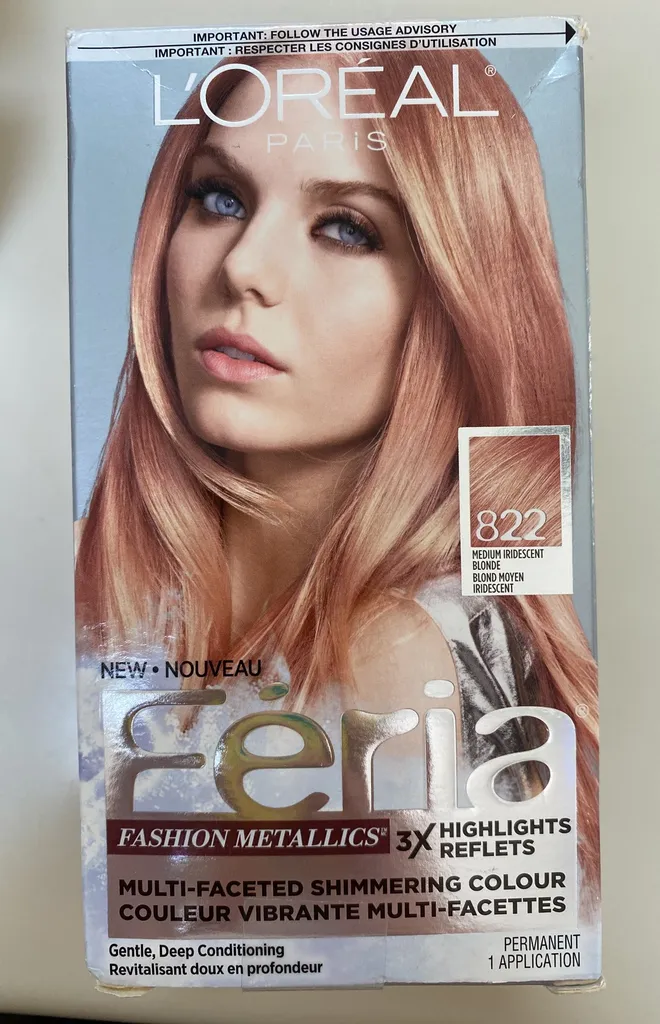 IMPORTANT: FOLLOW THE USAGE ADVISORY
IMPORTANT : RESPECTER LES CONSIGNES D'UTILISATION
L'ORÉAL®
PARIS
822
MEDIUM IRIDESCENT
BLONDE
BLOND MOYEN
IRIDESCENT
NEW • NOUVEAU
Féria®
FASHION METALLICS™
3X HIGHLIGHTS
REFLETS
MULTI-FACETED SHIMMERING COLOUR
COULEUR VIBRANTE MULTI-FACETTES
Gentle, Deep Conditioning
Revitalisant doux en profondeur
PERMANENT
1 APPLICATION